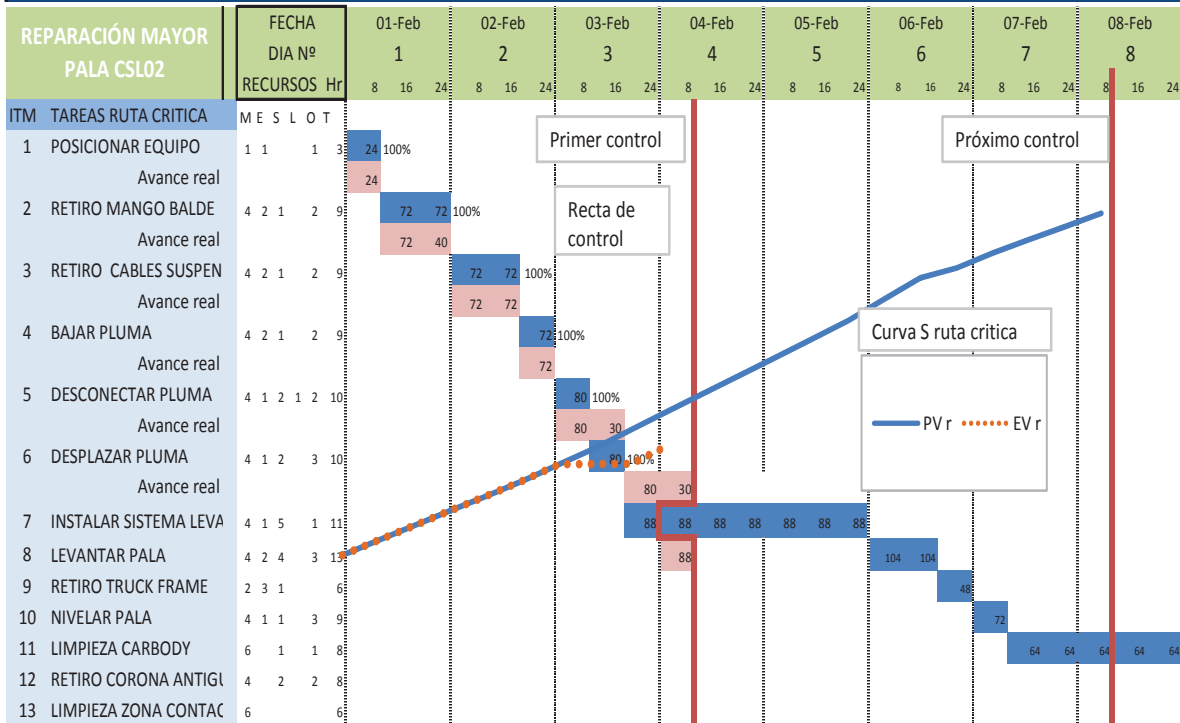 REPARACIÓN MAYOR
PALA CSL02
FECHA 01-Feb 02-Feb 03-Feb 04-Feb 05-Feb 06-Feb 07-Feb 08-Feb
DIA Nº 1 2 3 4 5 6 7 8
RECURSOS Hr 8 16 24 8 16 24 8 16 24 8 16 24 8 16 24 8 16 24 8 16 24 8 16 24
ITM TAREAS RUTA CRITICA M E S L O T
Primer control
Próximo control
1 POSICIONAR EQUIPO 1 1 1 3 24 100%
Avance real 24
2 RETIRO MANGO BALDE 4 2 1 2 9 72 72 100%
Recta de
control
Avance real 72 40
3 RETIRO CABLES SUSPEN 4 2 1 2 9 72 72 100%
Avance real 72 72
4 BAJAR PLUMA 4 2 1 2 9 72 100%
Curva S ruta critica
Avance real 72
5 DESCONECTAR PLUMA 4 1 2 1 2 10 80 100%
Avance real 80 30
PV r EV r
6 DESPLAZAR PLUMA 4 1 2 3 10 80 100%
Avance real 80 30
7 INSTALAR SISTEMA LEVA 4 1 5 1 11 88 88 88 88 88 88 88
8 LEVANTAR PALA 4 2 4 3 13 88 104 104
9 RETIRO TRUCK FRAME 2 3 1 6 48
10 NIVELAR PALA 4 1 1 3 9 72
11 LIMPIEZA CARBODY 6 1 1 8 64 64 64 64 64
12 RETIRO CORONA ANTIGU 4 2 2 8
13 LIMPIEZA ZONA CONTAC 6 6